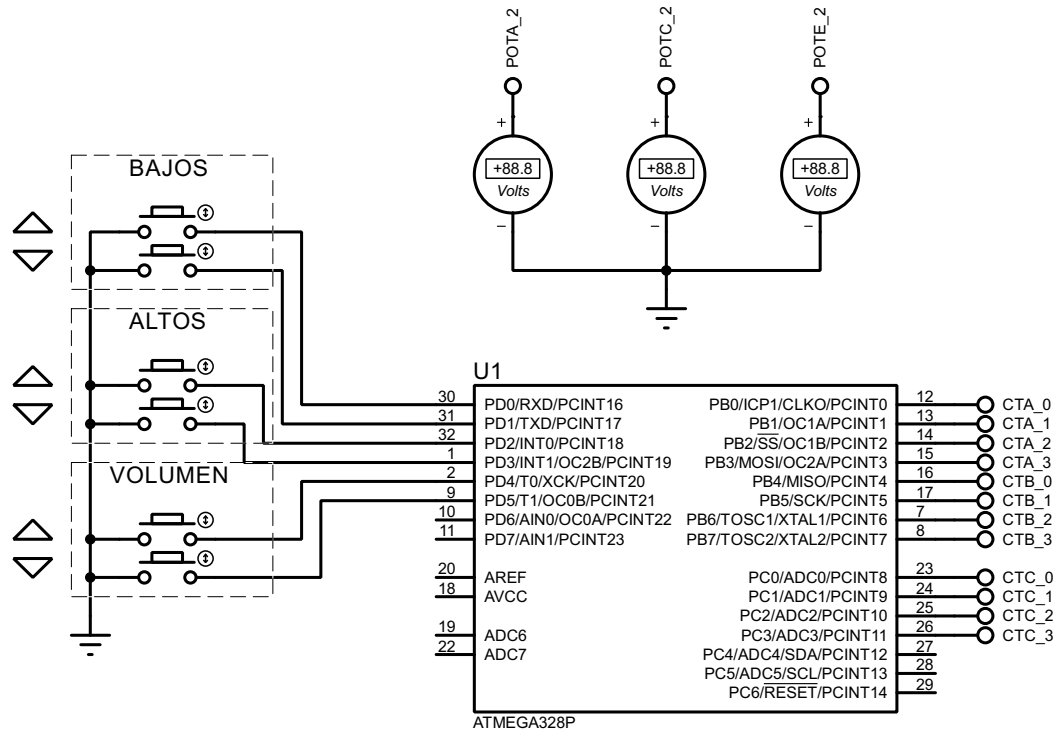 POTA_2
POTC_2
POTE_2
+
+
+
+88.8
Volts
+88.8
Volts
+88.8
Volts
−
−
−
BAJOS
ALTOS
VOLUMEN
U1
30 PD0/RXD/PCINT16
31 PD1/TXD/PCINT17
32 PD2/INT0/PCINT18
1 PD3/INT1/OC2B/PCINT19
2 PD4/T0/XCK/PCINT20
9 PD5/T1/OC0B/PCINT21
10 PD6/AIN0/OC0A/PCINT22
11 PD7/AIN1/PCINT23
20 AREF
18 AVCC
19 ADC6
22 ADC7
PB0/ICP1/CLKO/PCINT0 12 CTA_0
PB1/OC1A/PCINT1 13 CTA_1
PB2/SS/OC1B/PCINT2 14 CTA_2
PB3/MOSI/OC2A/PCINT3 15 CTA_3
PB4/MISO/PCINT4 16 CTB_0
PB5/SCK/PCINT5 17 CTB_1
PB6/TOSC1/XTAL1/PCINT6 7 CTB_2
PB7/TOSC2/XTAL2/PCINT7 8 CTB_3
PC0/ADC0/PCINT8 23 CTC_0
PC1/ADC1/PCINT9 24 CTC_1
PC2/ADC2/PCINT10 25 CTC_2
PC3/ADC3/PCINT11 26 CTC_3
PC4/ADC4/SDA/PCINT12 27
PC5/ADC5/SCL/PCINT13 28
PC6/RESET/PCINT14 29
ATMEGA328P